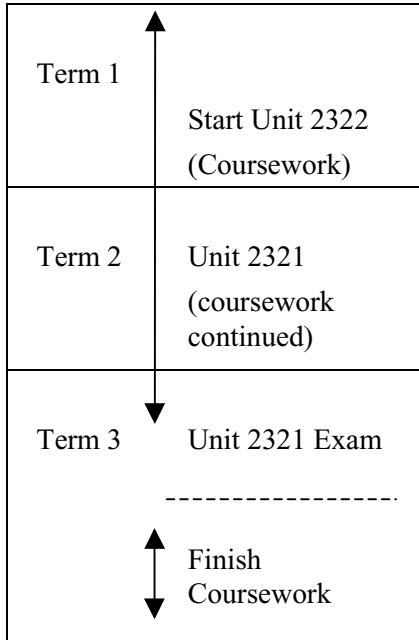 Term 1
Start Unit 2322
(Coursework)
Term 2
Unit 2321
(coursework
continued)
Term 3
Unit 2321 Exam
Finish
Coursework